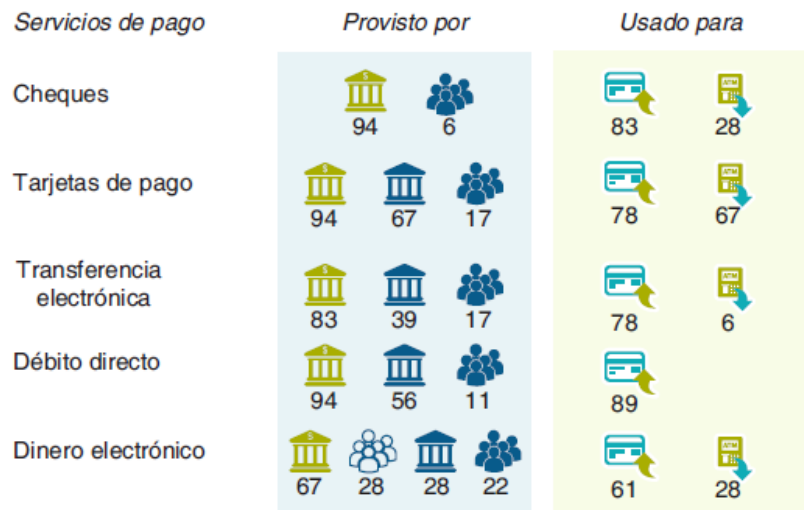 Servicios de pago Provisto por Usado para
Cheques
94 6 83 28
Tarjetas de pago
94 67 17 78 67
Transferencia
electrónica
83 39 17 78 6
Débito directo
94 56 11 89
Dinero electrónico
67 28 28 22 61 28